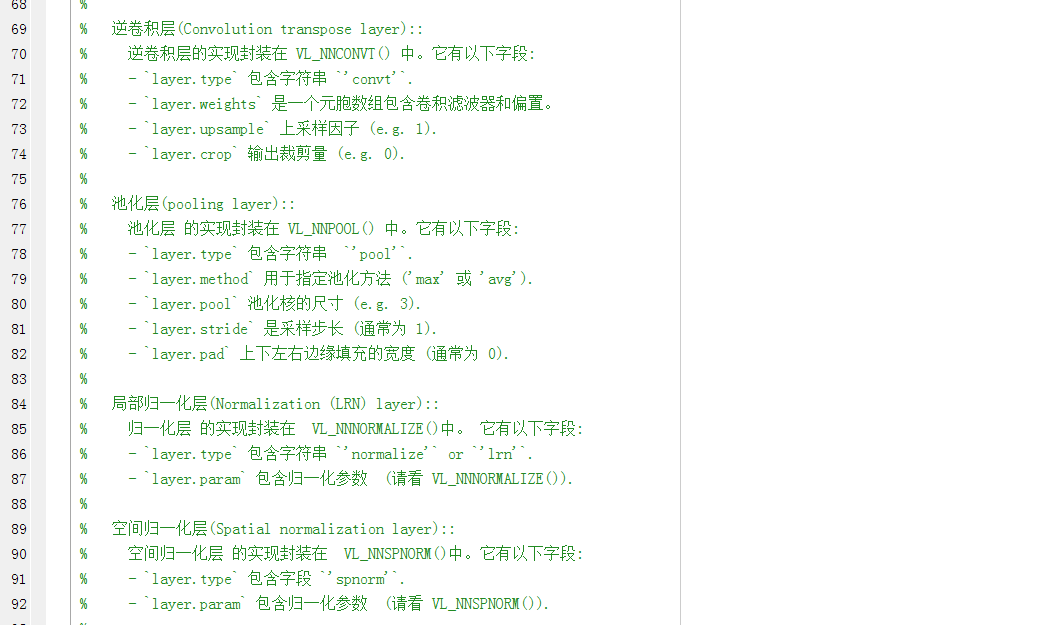 68 %
69 % 逆卷积层(Convolution transpose layer)::
70 % 逆卷积层的实现封装在 VL_NNCONVT() 中。它有以下字段:
71 % - `layer.type` 包含字符串 `'convt'`.
72 % - `layer.weights` 是一个元胞数组包含卷积滤波器和偏置。
73 % - `layer.upsample` 上采样因子 (e.g. 1).
74 % - `layer.crop` 输出裁剪量 (e.g. 0).
75 %
76 % 池化层(pooling layer)::
77 % 池化层 的实现封装在 VL_NNPOOL() 中。它有以下字段:
78 % - `layer.type` 包含字符串 `'pool'`.
79 % - `layer.method` 用于指定池化方法 ('max' 或 'avg').
80 % - `layer.pool` 池化核的尺寸 (e.g. 3).
81 % - `layer.stride` 是采样步长 (通常为 1).
82 % - `layer.pad` 上下左右边缘填充的宽度 (通常为 0).
83 %
84 % 局部归一化层(Normalization (LRN) layer)::
85 % 归一化层 的实现封装在 VL_NNNORMALIZE()中。 它有以下字段:
86 % - `layer.type` 包含字符串 `'normalize'` or `'lrn'`.
87 % - `layer.param` 包含归一化参数 (请看 VL_NNNORMALIZE()).
88 %
89 % 空间归一化层(Spatial normalization layer)::
90 % 空间归一化层 的实现封装在 VL_NNSPNORM()中。它有以下字段:
91 % - `layer.type` 包含字段 `'spnorm'`.
92 % - `layer.param` 包含归一化参数 (请看 VL_NNSPNORM()).